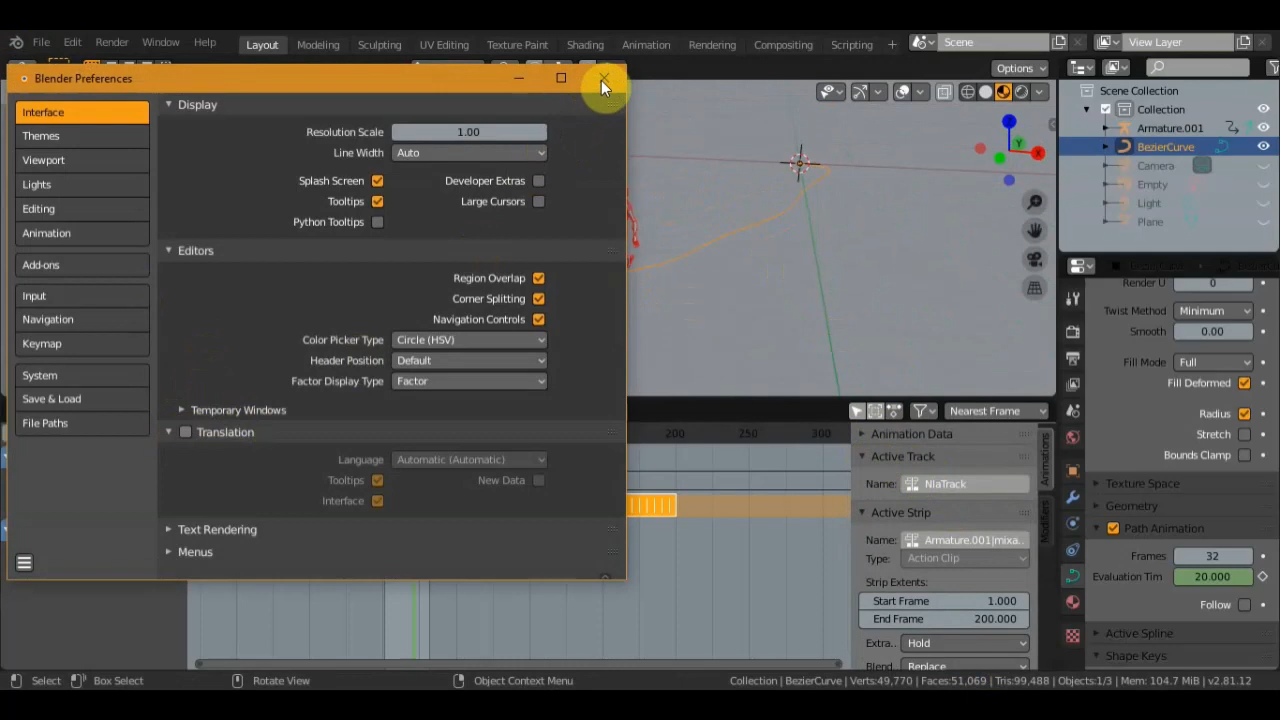 File Edit Render Window Help Layout Modeling Sculpting UV Editing Texture Paint Shading Animation Rendering Compositing Scripting + Scene View Layer
Blender Preferences
Options
Interface
Themes
Viewport
Lights
Editing
Animation
Add-ons
Input
Navigation
Keymap
System
Save & Load
File Paths
Display
Resolution Scale 1.00
Line Width Auto
Splash Screen Developer Extras
Tooltips Large Cursors
Python Tooltips
Editors
Region Overlap
Corner Splitting
Navigation Controls
Color Picker Type Circle (HSV)
Header Position Default
Factor Display Type Factor
Temporary Windows
Translation
Language Automatic (Automatic)
Tooltips New Data
Interface
Text Rendering
Menus
Z
Y
X
Scene Collection
Collection
Armature.001
BezierCurve
Camera
Empty
Light
Plane
Render U 0
Twist Method Minimum
Smooth 0.00
Fill Mode Full
Fill Deformed
Radius
Stretch
Bounds Clamp
Texture Space
Geometry
Path Animation
Frames 32
Evaluation Tim 20.000
Follow
Active Spline
Shape Keys
Nearest Frame
200 250 300
Animation Data
Active Track
Name: NlaTrack
Active Strip
Name: Armature.001|mixa..
Type: Action Clip
Strip Extents:
Start Frame 1.000
End Frame 200.000
Extra.. Hold
Blend Replace
Animations
Modifiers
Select Box Select Rotate View Object Context Menu Collection | BezierCurve | Verts:49,770 | Faces:51,069 | Tris:99,488 | Objects:1/3 | Mem: 104.7 MiB | v2.81.12